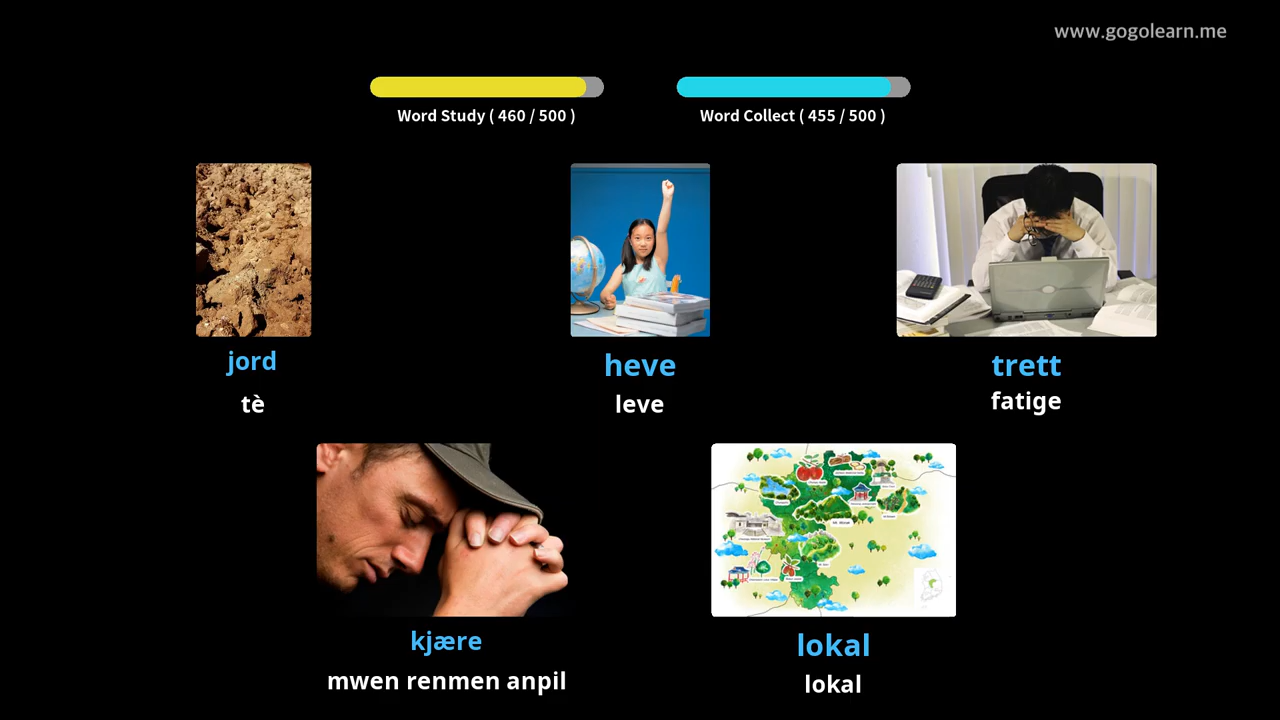 www.gogolearn.me
Word Study ( 460 / 500 )
Word Collect ( 455 / 500 )
jord
heve
trett
tè
leve
fatige
kjære
lokal
mwen renmen anpil
lokal